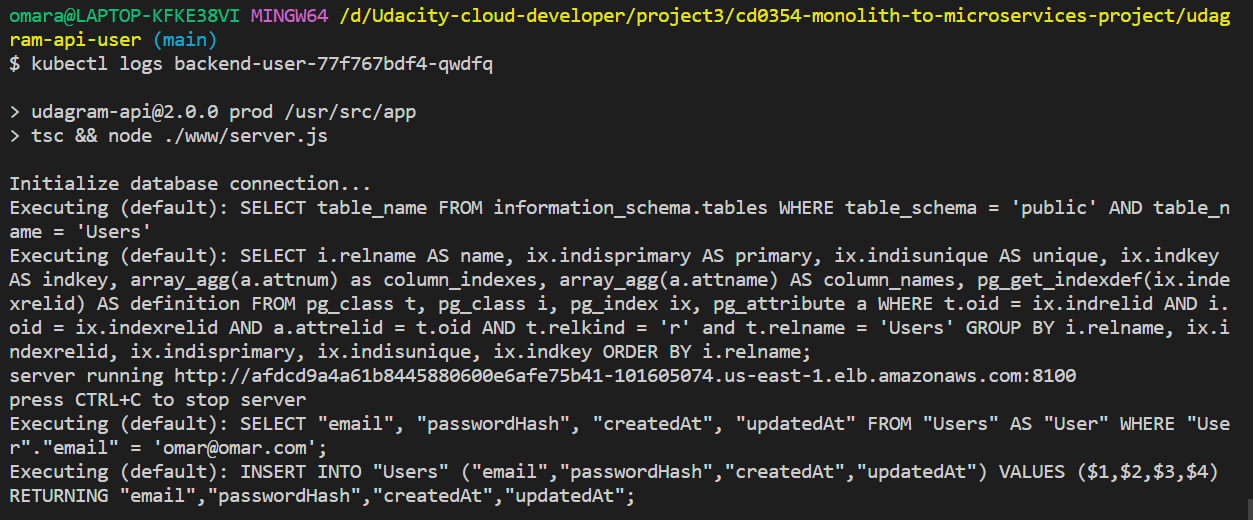 omara@LAPTOP-KFKE38VI MINGW64 /d/Udacity-cloud-developer/project3/cd0354-monolith-to-microservices-project/udag
ram-api-user (main)
$ kubectl logs backend-user-77f767bdf4-qwdfq
> udagram-api@2.0.0 prod /usr/src/app
> tsc && node ./www/server.js
Initialize database connection...
Executing (default): SELECT table_name FROM information_schema.tables WHERE table_schema = 'public' AND table_n
ame = 'Users'
Executing (default): SELECT i.relname AS name, ix.indisprimary AS primary, ix.indisunique AS unique, ix.indkey
AS indkey, array_agg(a.attnum) as column_indexes, array_agg(a.attname) AS column_names, pg_get_indexdef(ix.inde
xrelid) AS definition FROM pg_class t, pg_class i, pg_index ix, pg_attribute a WHERE t.oid = ix.indrelid AND i.
oid = ix.indexrelid AND a.attrelid = t.oid AND t.relkind = 'r' and t.relname = 'Users' GROUP BY i.relname, ix.i
ndexrelid, ix.indisprimary, ix.indisunique, ix.indkey ORDER BY i.relname;
server running http://afdcd9a4a61b8445880600e6afe75b41-101605074.us-east-1.elb.amazonaws.com:8100
press CTRL+C to stop server
Executing (default): SELECT "email", "passwordHash", "createdAt", "updatedAt" FROM "Users" AS "User" WHERE "Use
r"."email" = 'omar@omar.com';
Executing (default): INSERT INTO "Users" ("email","passwordHash","createdAt","updatedAt") VALUES ($1,$2,$3,$4)
RETURNING "email","passwordHash","createdAt","updatedAt";